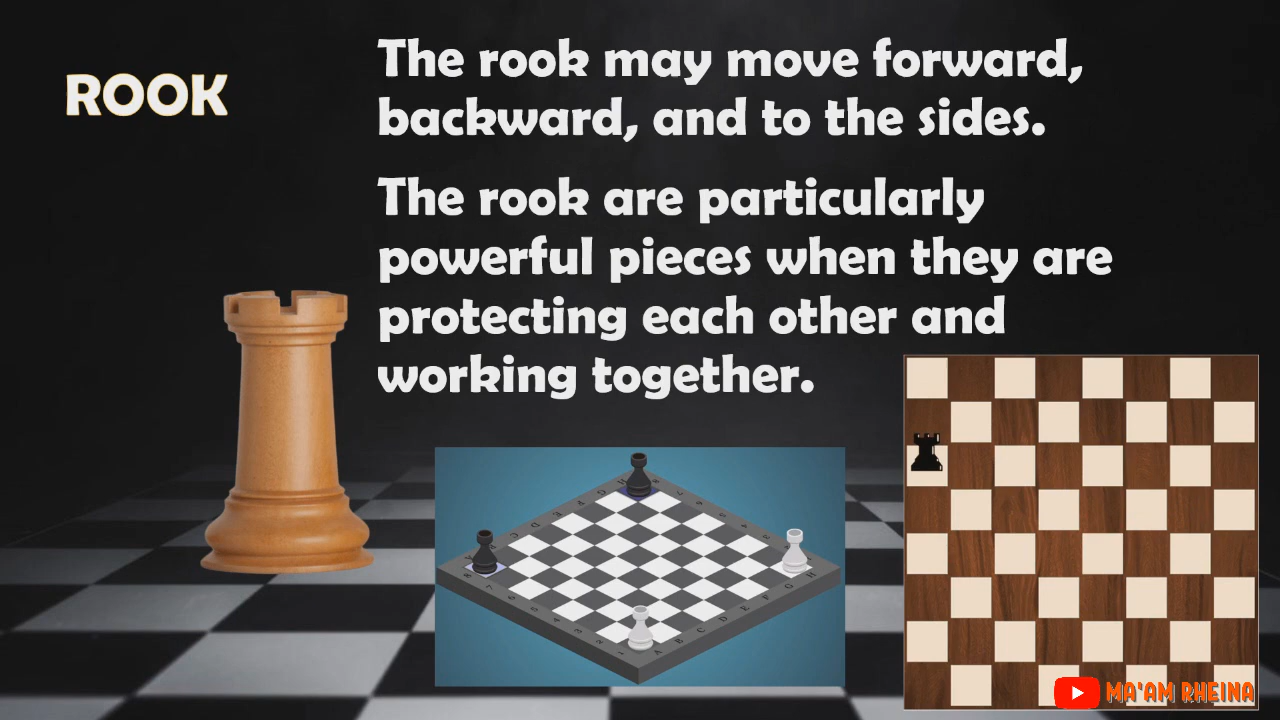 ROOK
The rook may move forward,
backward, and to the sides.
The rook are particularly
powerful pieces when they are
protecting each other and
working together.
MA'AM RHEINA